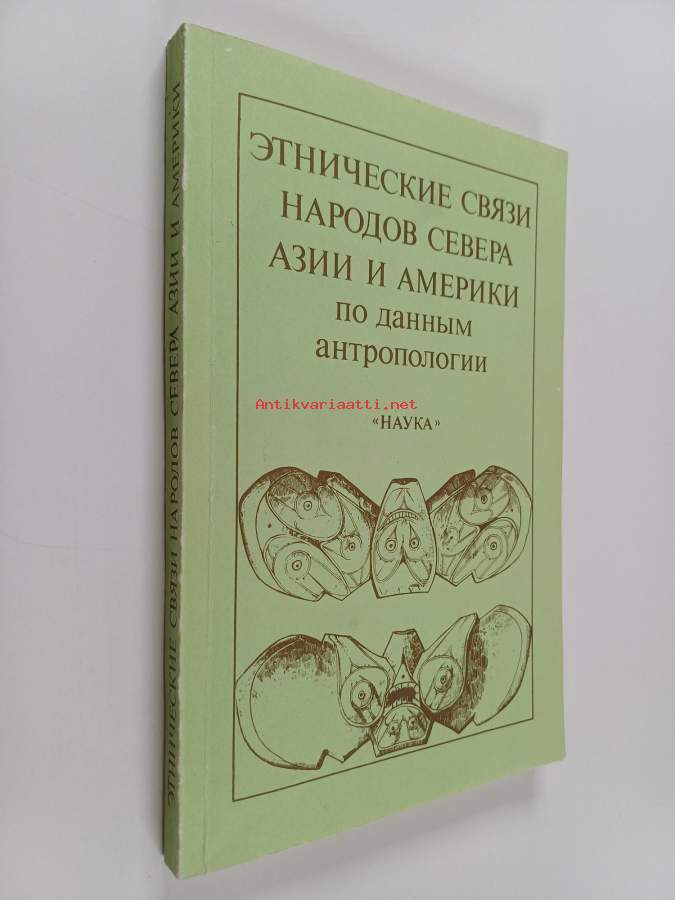 ЭТНИЧЕСКИЕ СВЯЗИ НАРОДОВ СЕВЕРА АЗИИ И АМЕРИКИ
ЭТНИЧЕСКИЕ СВЯЗИ
НАРОДОВ СЕВЕРА
АЗИИ И АМЕРИКИ
по данным
антропологии
Antikvariaatti.net
«НАУКА»